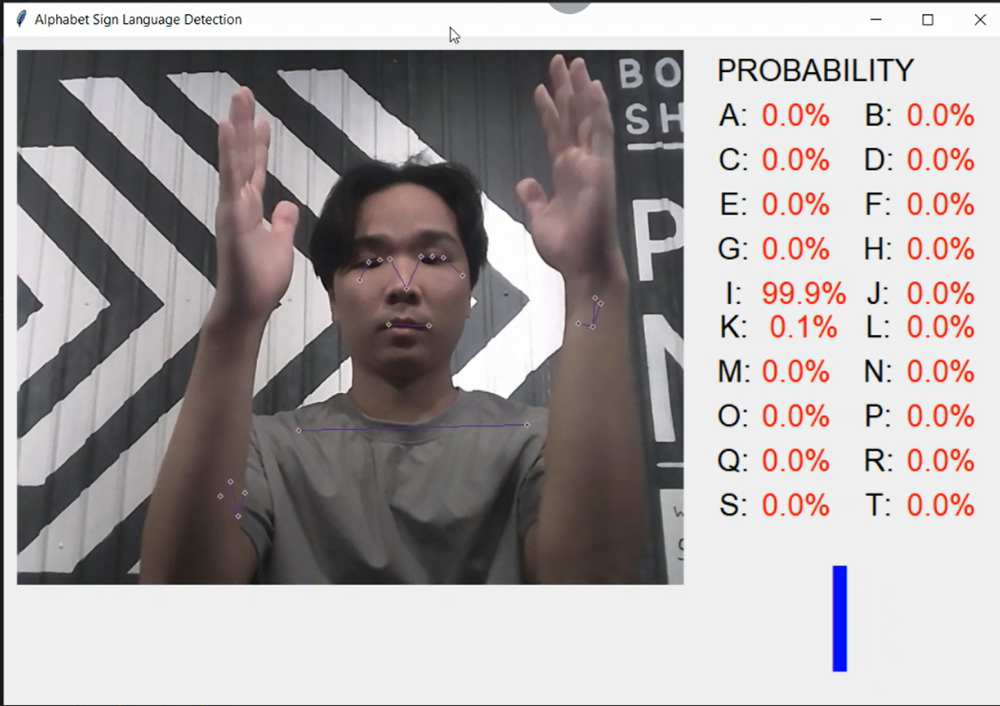 Alphabet Sign Language Detection
PROBABILITY
A: 0.0% B: 0.0%
C: 0.0% D: 0.0%
E: 0.0% F: 0.0%
G: 0.0% H: 0.0%
I: 99.9% J: 0.0%
K: 0.1% L: 0.0%
M: 0.0% N: 0.0%
O: 0.0% P: 0.0%
Q: 0.0% R: 0.0%
S: 0.0% T: 0.0%
I
BO
SH
P
N